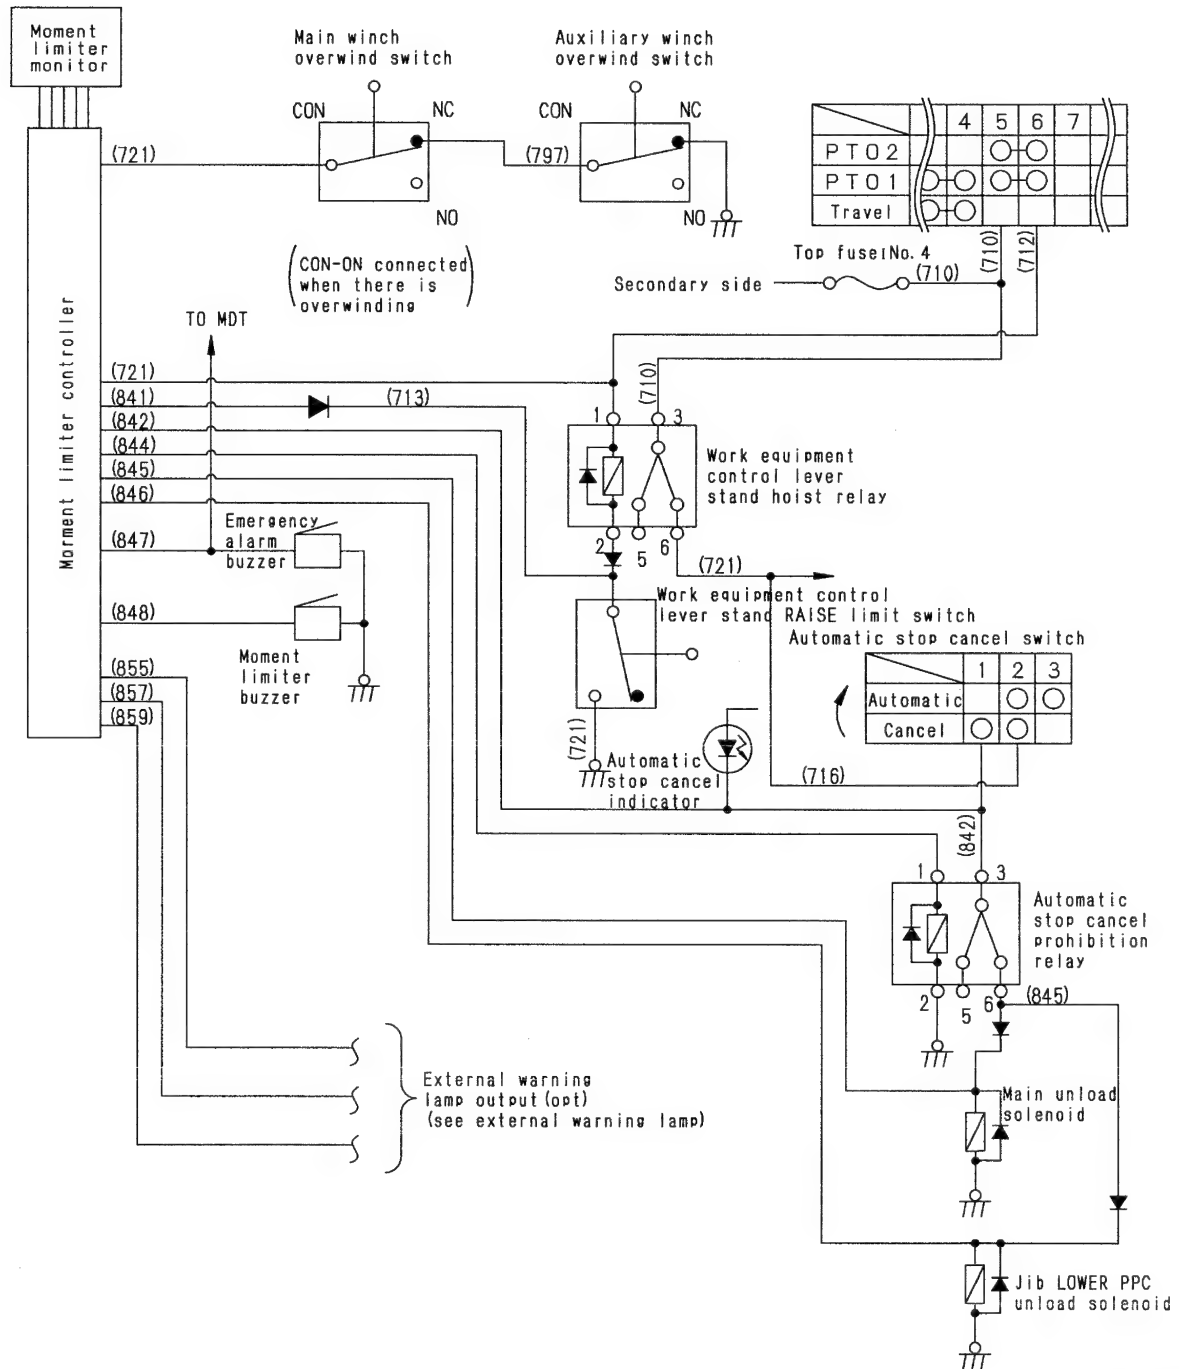 Moment
limiter
monitor
Main winch
overwind switch
Auxiliary winch
overwind switch
CON
NC
CON
NC
(721)
(797)
NO
NO
(CON-ON connected
when there is
overwinding)
4 5 6 7
PTO2
PTO1
Travel
(710)
(712)
Top fuse:No.4
Secondary side
(710)
TO MDT
Morment limiter controller
(721)
(841)
(713)
(842)
(844)
(845)
(846)
(847)
(848)
(855)
(857)
(859)
Emergency
alarm
buzzer
Moment
limiter
buzzer
(710)
1
3
Work equipment
control lever
stand hoist relay
2
5
6
(721)
Work equipment control
lever stand RAISE limit switch
Automatic stop cancel switch
1 2 3
Automatic
Cancel
(721)
Automatic
stop cancel
indicator
(716)
(842)
1
3
Automatic
stop cancel
prohibition
relay
2
5
6
(845)
External warning
lamp output(opt)
(see external warning lamp)
Main unload
solenoid
Jib LOWER PPC
unload solenoid